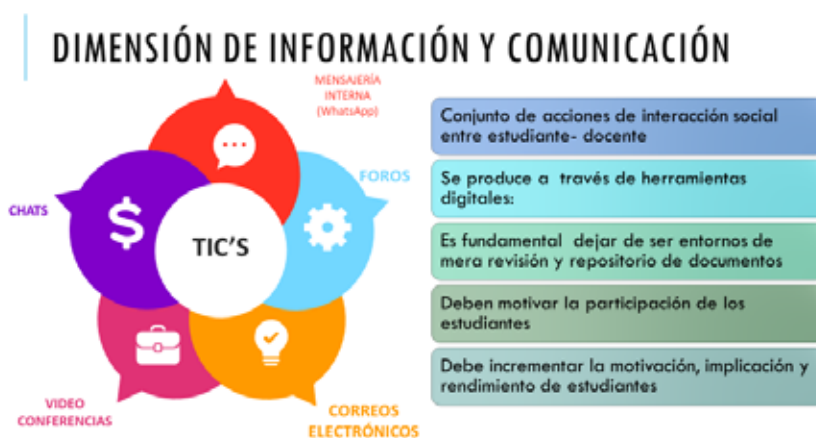 DIMENSIÓN DE INFORMACIÓN Y COMUNICACIÓN
MENSAJERÍA
INTERNA
(WhatsApp)
FOROS
CHATS
TIC'S
VIDEO
CONFERENCIAS
CORREOS
ELECTRÓNICOS
Conjunto de acciones de interacción social
entre estudiante- docente
Se produce a través de herramientas
digitales:
Es fundamental dejar de ser entornos de
mera revisión y repositorio de documentos
Deben motivar la participación de los
estudiantes
Debe incrementar la motivación, implicación y
rendimiento de estudiantes